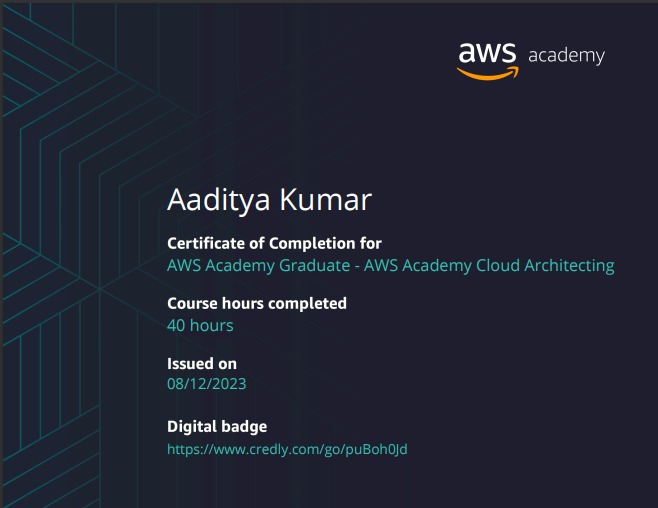 aws academy
Aaditya Kumar
Certificate of Completion for
AWS Academy Graduate - AWS Academy Cloud Architecting
Course hours completed
40 hours
Issued on
08/12/2023
Digital badge
https://www.credly.com/go/puBoh0Jd